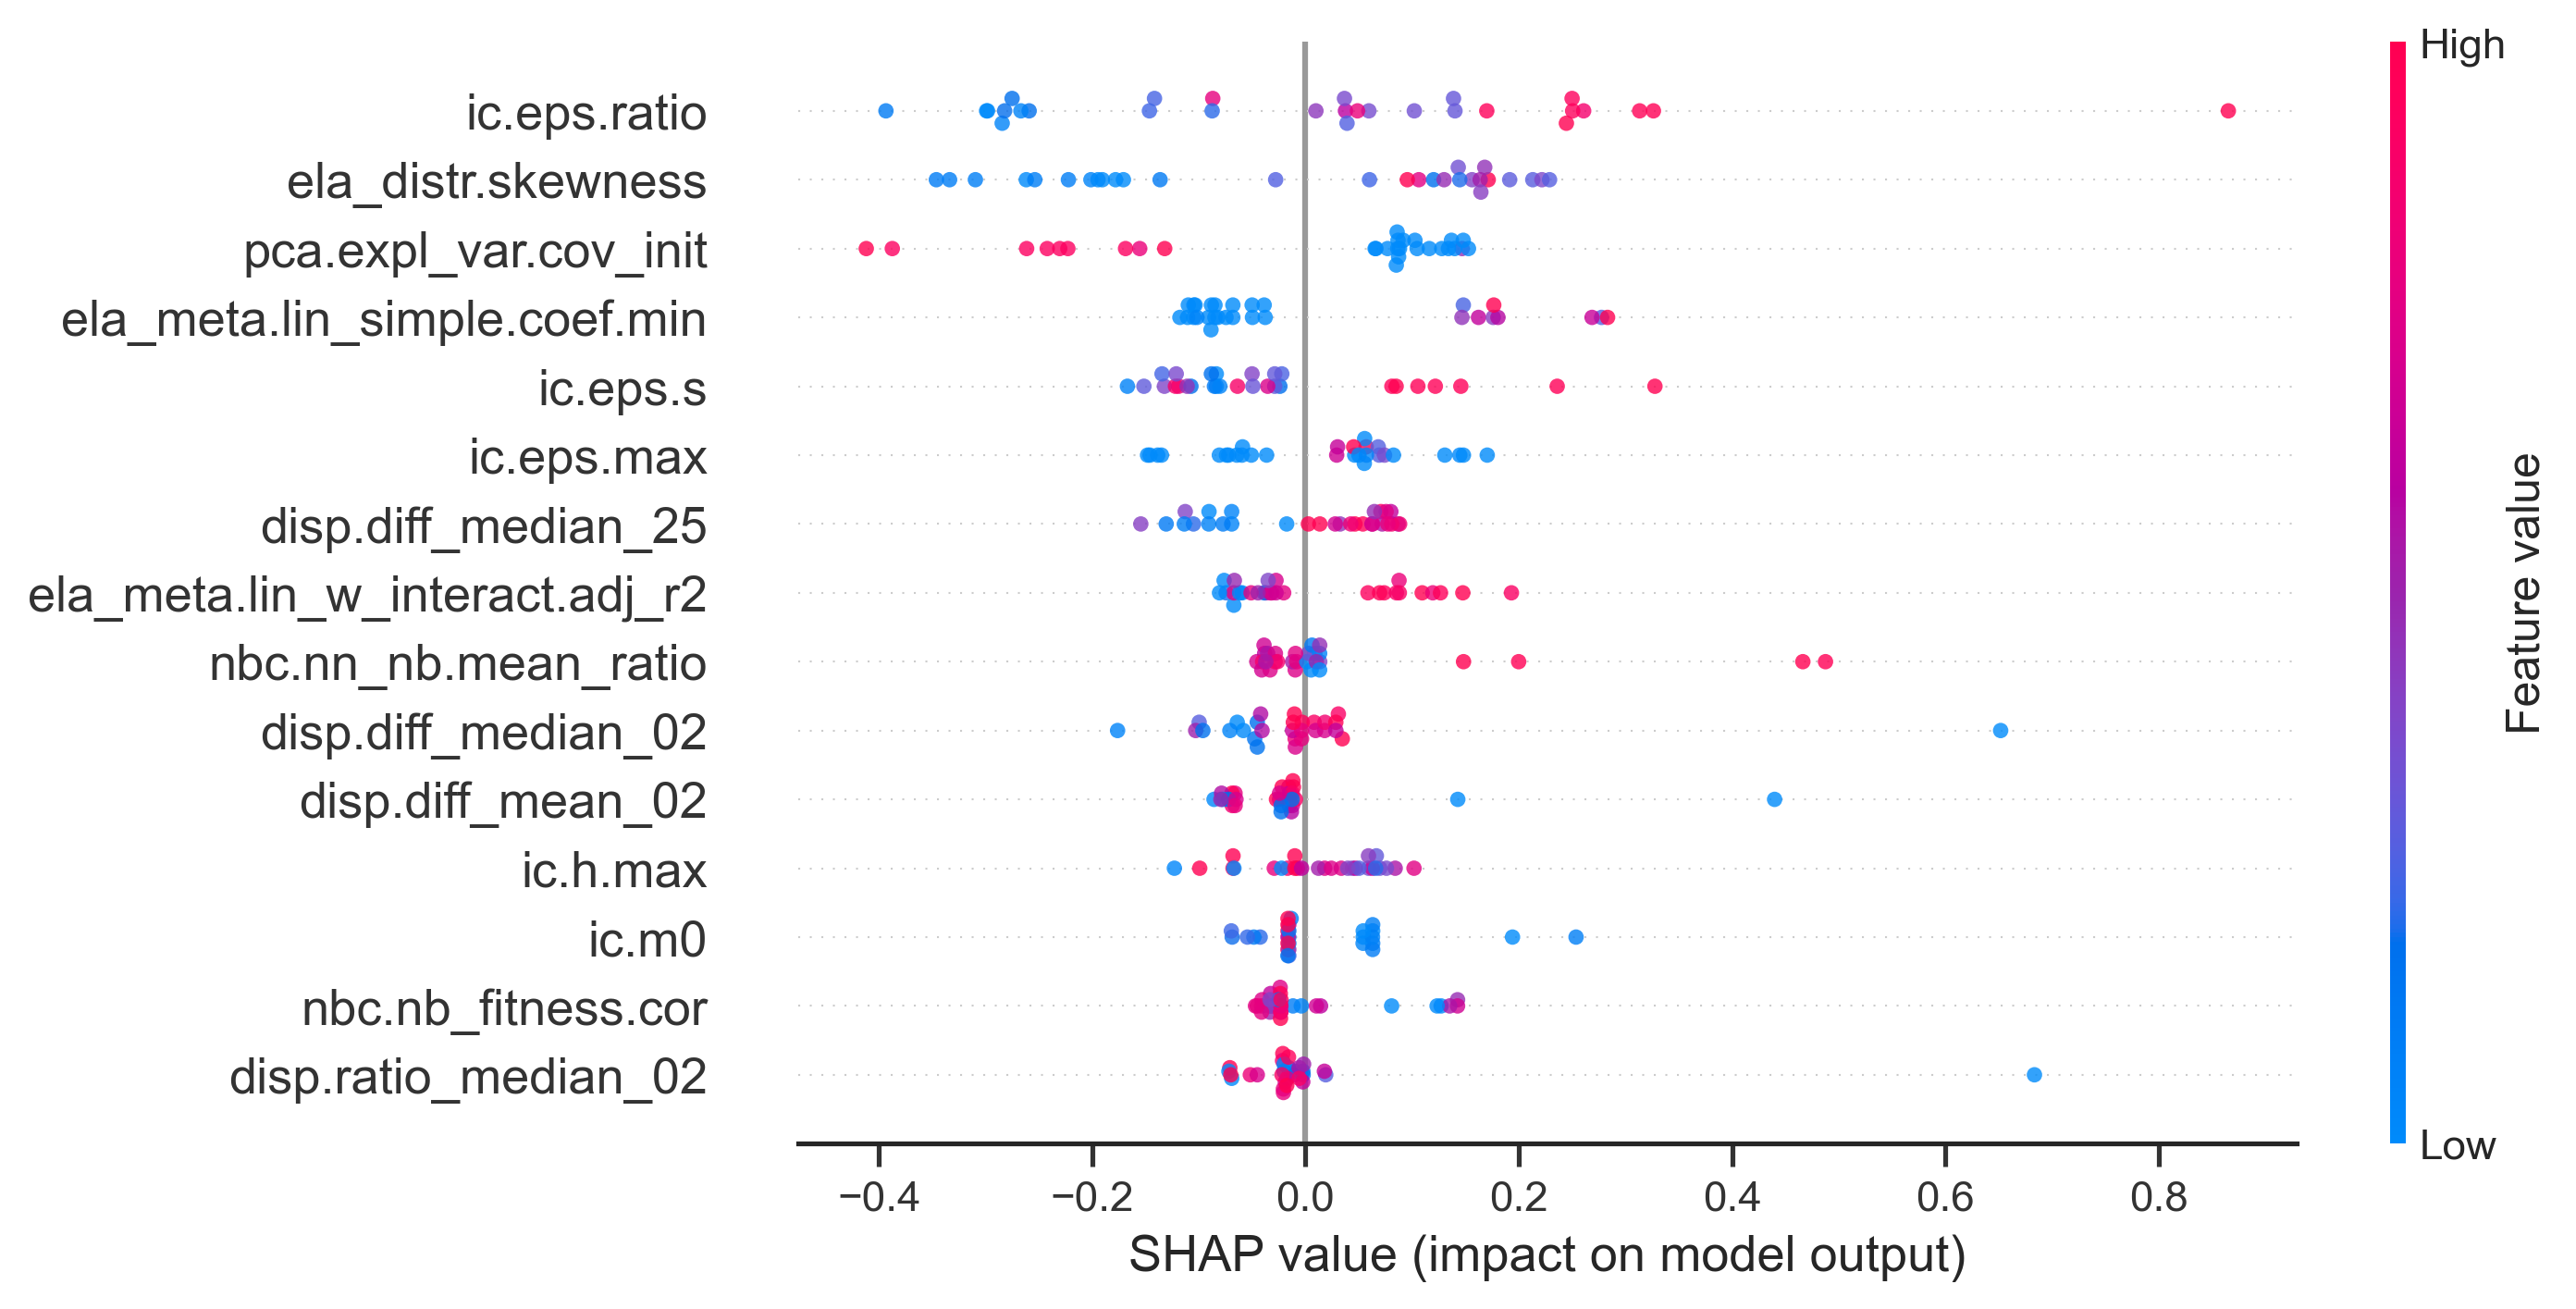 High
ic.eps.ratio
ela_distr.skewness
pca.expl_var.cov_init
ela_meta.lin_simple.coef.min
ic.eps.s
ic.eps.max
disp.diff_median_25
ela_meta.lin_w_interact.adj_r2
nbc.nn_nb.mean_ratio
disp.diff_median_02
disp.diff_mean_02
ic.h.max
ic.m0
nbc.nb_fitness.cor
disp.ratio_median_02
Feature value
Low
−0.4 −0.2 0.0 0.2 0.4 0.6 0.8
SHAP value (impact on model output)